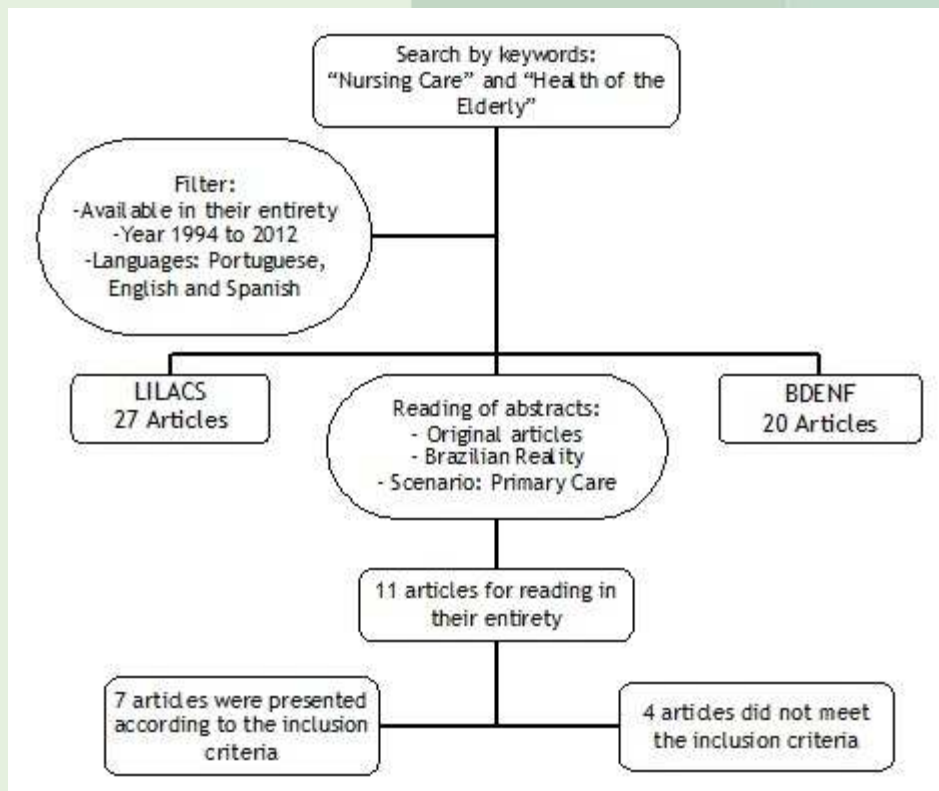 Search by keywords:
“Nursing Care” and “Health of the
Elderly”
Filter:
-Available in their entirety
-Year 1994 to 2012
-Languages: Portuguese,
English and Spanish
LILACS
27 Articles
Reading of abstracts:
- Original articles
- Brazilian Reality
- Scenario: Primary Care
BDENF
20 Articles
11 articles for reading in
their entirety
7 articles were presented
according to the inclusion
criteria
4 articles did not meet
the inclusion criteria